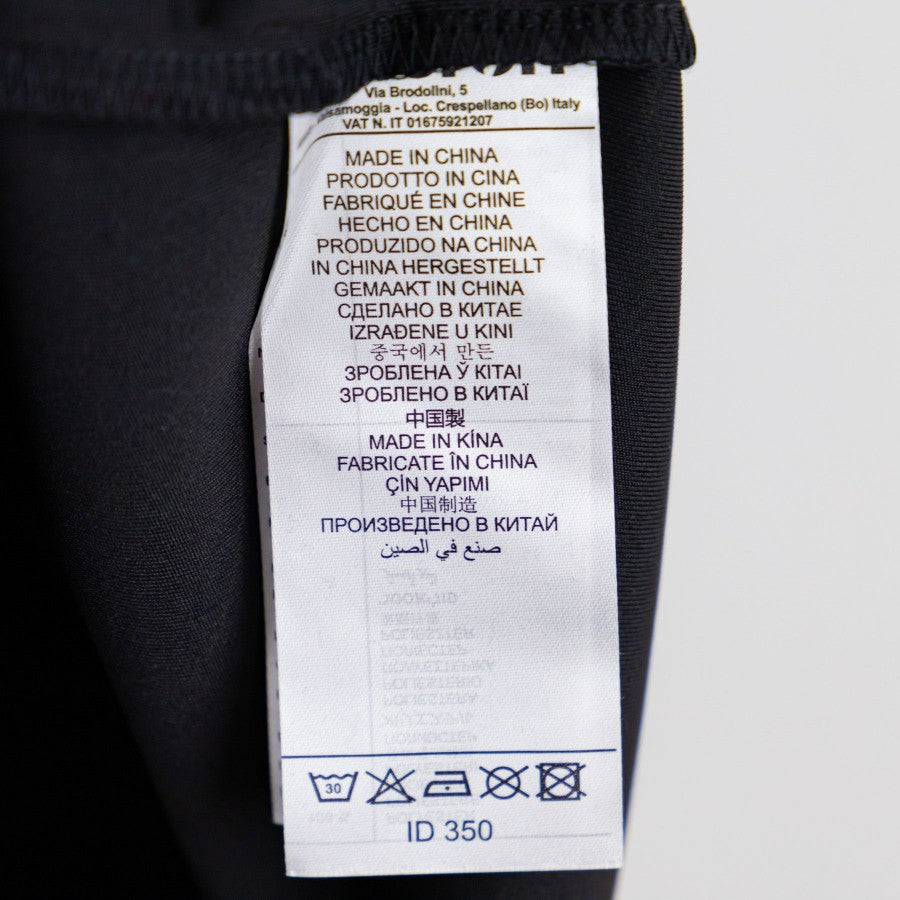 Via Brodolini, 5
samoggia - Loc. Crespellano (Bo) Italy
VAT N. IT 01675921207
MADE IN CHINA
PRODOTTO IN CINA
FABRIQUÉ EN CHINE
HECHO EN CHINA
PRODUZIDO NA CHINA
IN CHINA HERGESTELLT
GEMAAKT IN CHINA
СДЕЛАНО В КИТАЕ
IZRAĐENE U KINI
중국에서 만든
ЗРОБЛЕНА Ў КІТАІ
ЗРОБЛЕНО В КИТАЇ
中国製
MADE IN KÍNA
FABRICATE ÎN CHINA
ÇİN YAPIMI
中国制造
ПРОИЗВЕДЕНО В КИТАЙ
صنع في الصين
30
ID 350